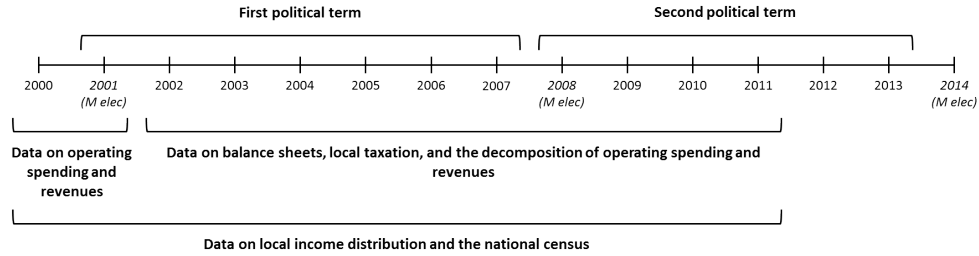 First political term
Second political term
2000 2001 2002 2003 2004 2005 2006 2007 2008 2009 2010 2011 2012 2013 2014
(M elec) (M elec) (M elec)
Data on operating
spending and
revenues
Data on balance sheets, local taxation, and the decomposition of operating spending and
revenues
Data on local income distribution and the national census